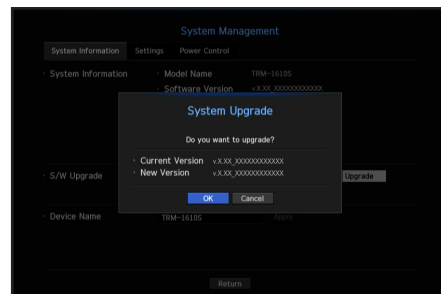 System Management
System Information Settings Power Control
System Information Model Name TRM-1610S
Software Version v.X.XX_XXXXXXXXXXXX
System Upgrade
Do you want to upgrade?
Current Version v.X.XX_XXXXXXXXXXXX
New Version v.X.XX_XXXXXXXXXXXX
S/W Upgrade Upgrade
OK Cancel
Device Name TRM-1610S Apply
Return